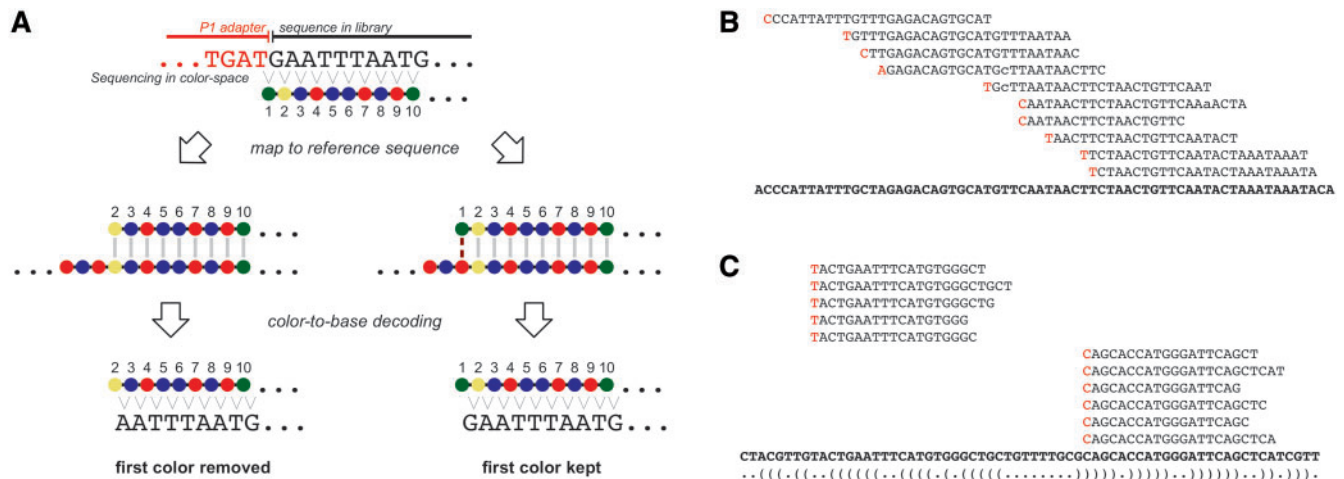 A
P1 adapter
sequence in library
...TGATGAATTTAATG...
Sequencing in color-space
1 2 3 4 5 6 7 8 9 10
...
map to reference sequence
2 3 4 5 6 7 8 9 10
...
... ...
1 2 3 4 5 6 7 8 9 10
...
... ...
color-to-base decoding
2 3 4 5 6 7 8 9 10
...
AATTTAATG...
first color removed
1 2 3 4 5 6 7 8 9 10
...
GAATTTAATG...
first color kept
B
CCCATTATTTGTTTGAGACAGTGCAT
TGTTTGAGACAGTGCATGTTTAATAA
CTTGAGACAGTGCATGTTTAATAAC
AGAGACAGTGCATGcTTAATAACTTC
TGcTTAATAACTTCTAACTGTTCAAT
CAATAACTTCTAACTGTTCAAaACTA
CAATAACTTCTAACTGTTC
TAACTTCTAACTGTTCAATACT
TTCTAACTGTTCAATACTAAATAAAT
TCTAACTGTTCAATACTAAATAAATA
ACCCATTATTTGCTAGAGACAGTGCATGTTCAATAACTTCTAACTGTTCAATACTAAATAAATACA
C
TACTGAATTTCATGTGGGCT
TACTGAATTTCATGTGGGCTGCT
TACTGAATTTCATGTGGGCTG
TACTGAATTTCATGTGGG
TACTGAATTTCATGTGGGC
CAGCACCATGGGATTCAGCT
CAGCACCATGGGATTCAGCTCAT
CAGCACCATGGGATTCAG
CAGCACCATGGGATTCAGCTC
CAGCACCATGGGATTCAGC
CAGCACCATGGGATTCAGCTCA
CTACGTTGTACTGAATTTCATGTGGGCTGCTGTTTTGCGCAGCACCATGGGATTCAGCTCATCGTT